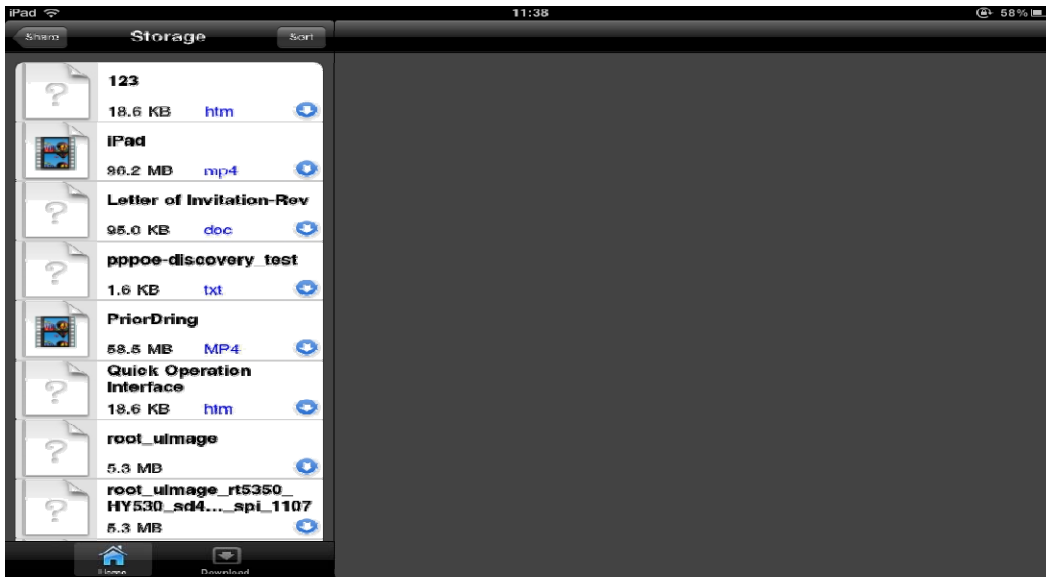 iPad 11:38 58%
Share Storage Sort
123
18.6 KB htm
iPad
96.2 MB mp4
Letter of Invitation-Rev
95.0 KB doc
pppoe-discovery_test
1.6 KB txt
PriorDring
58.5 MB MP4
Quick Operation
Interface
18.6 KB htm
root_uImage
5.3 MB
root_uImage_rt5350_
HY530_sd4..._spi_1107
5.3 MB
Home Download